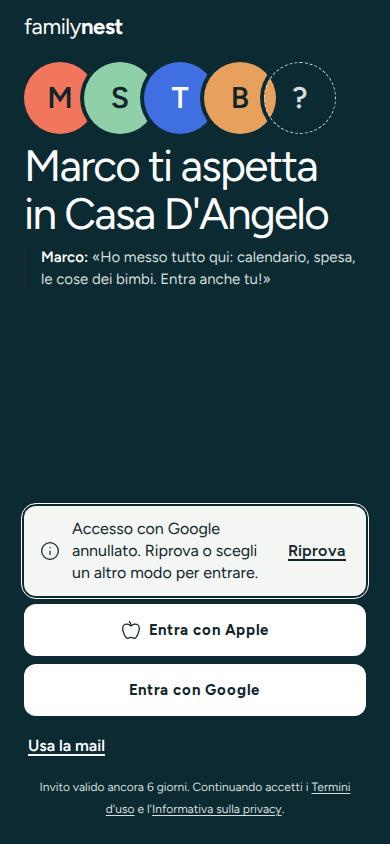 familynest
M S T B ?
Marco ti aspetta
in Casa D'Angelo
Marco: «Ho messo tutto qui: calendario, spesa,
le cose dei bimbi. Entra anche tu!»
Accesso con Google
annullato. Riprova o scegli
un altro modo per entrare.
Riprova
Entra con Apple
Entra con Google
Usa la mail
Invito valido ancora 6 giorni. Continuando accetti i Termini
d'uso e l'Informativa sulla privacy.